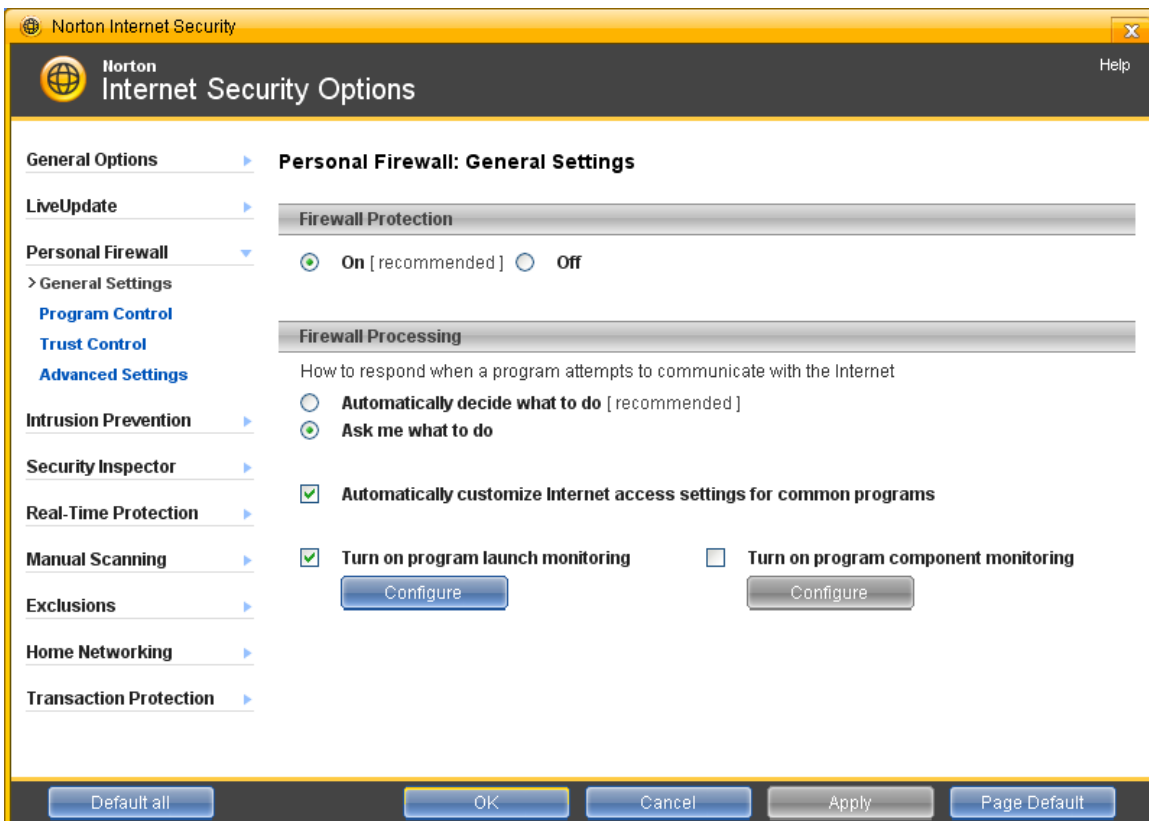 Norton Internet Security
Norton
Internet Security Options
Help
General Options
LiveUpdate
Personal Firewall
> General Settings
Program Control
Trust Control
Advanced Settings
Intrusion Prevention
Security Inspector
Real-Time Protection
Manual Scanning
Exclusions
Home Networking
Transaction Protection
Personal Firewall: General Settings
Firewall Protection
On [ recommended ] Off
Firewall Processing
How to respond when a program attempts to communicate with the Internet
Automatically decide what to do [ recommended ]
Ask me what to do
Automatically customize Internet access settings for common programs
Turn on program launch monitoring
Configure
Turn on program component monitoring
Configure
Default all
OK
Cancel
Apply
Page Default